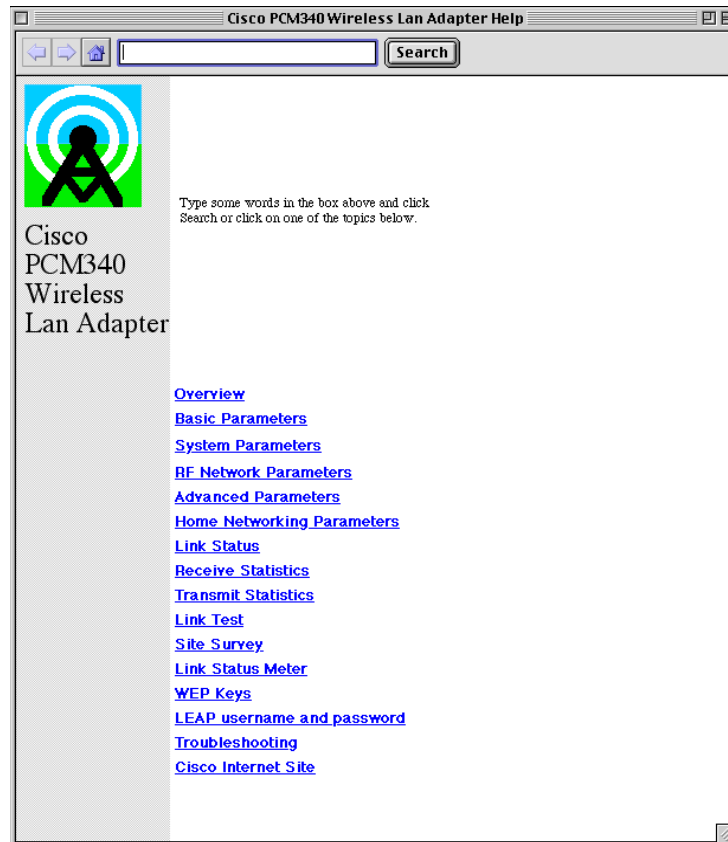 Cisco PCM340 Wireless Lan Adapter Help
Search
Type some words in the box above and click
Search or click on one of the topics below.
Cisco
PCM340
Wireless
Lan Adapter
Overview
Basic Parameters
System Parameters
RF Network Parameters
Advanced Parameters
Home Networking Parameters
Link Status
Receive Statistics
Transmit Statistics
Link Test
Site Survey
Link Status Meter
WEP Keys
LEAP username and password
Troubleshooting
Cisco Internet Site